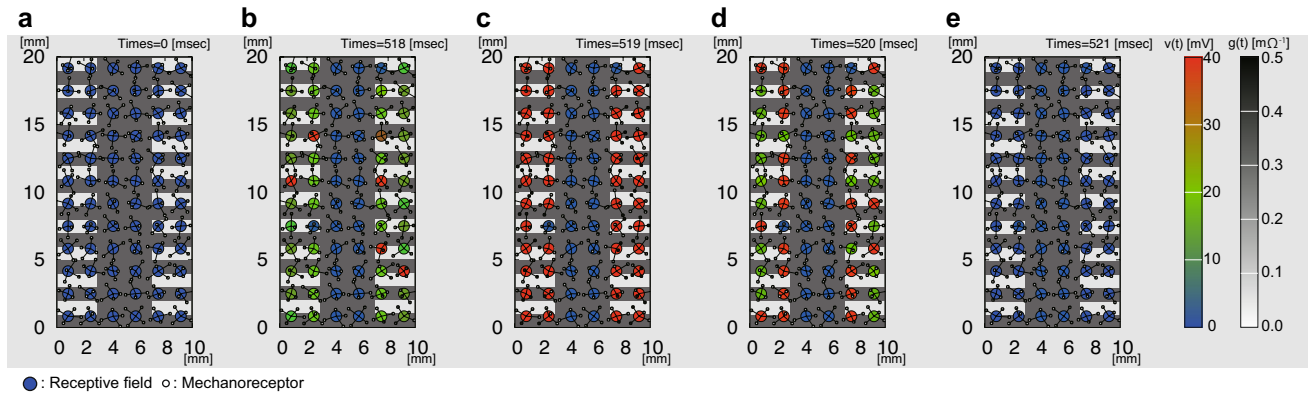 a b c d e
[mm] Times=0 [msec] [mm] Times=518 [msec] [mm] Times=519 [msec] [mm] Times=520 [msec] [mm] Times=521 [msec] v(t) [mV] g(t) [mΩ⁻¹]
20 20 20 20 20 40 0.5
0.4
15 15 15 15 15 30
0.3
10 10 10 10 10 20
0.2
5 5 5 5 5 10 0.1
0 0 0 0 0 0 0.0
0 2 4 6 8 10 0 2 4 6 8 10 0 2 4 6 8 10 0 2 4 6 8 10 0 2 4 6 8 10
[mm] [mm] [mm] [mm] [mm]
: Receptive field : Mechanoreceptor